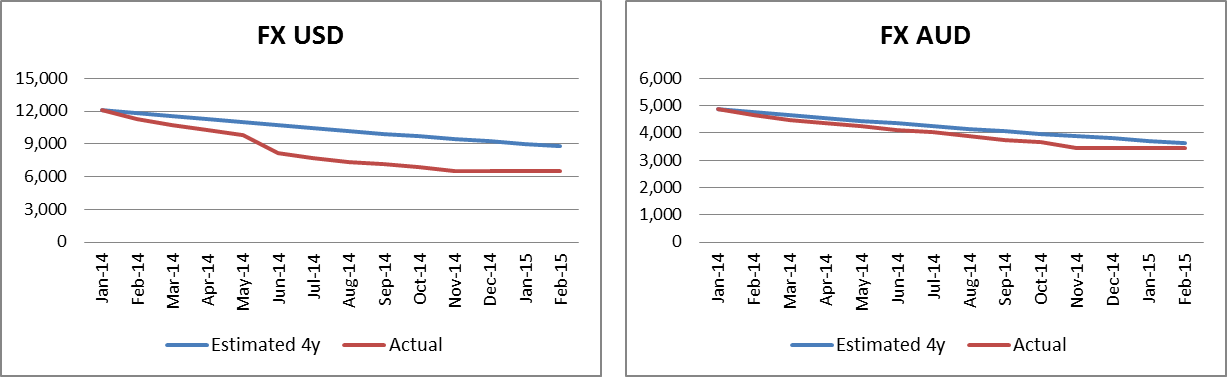 FX USD
15,000
12,000
9,000
6,000
3,000
0
Jan-14
Feb-14
Mar-14
Apr-14
May-14
Jun-14
Jul-14
Aug-14
Sep-14
Oct-14
Nov-14
Dec-14
Jan-15
Feb-15
Estimated 4y Actual
FX AUD
6,000
5,000
4,000
3,000
2,000
1,000
0
Jan-14
Feb-14
Mar-14
Apr-14
May-14
Jun-14
Jul-14
Aug-14
Sep-14
Oct-14
Nov-14
Dec-14
Jan-15
Feb-15
Estimated 4y Actual